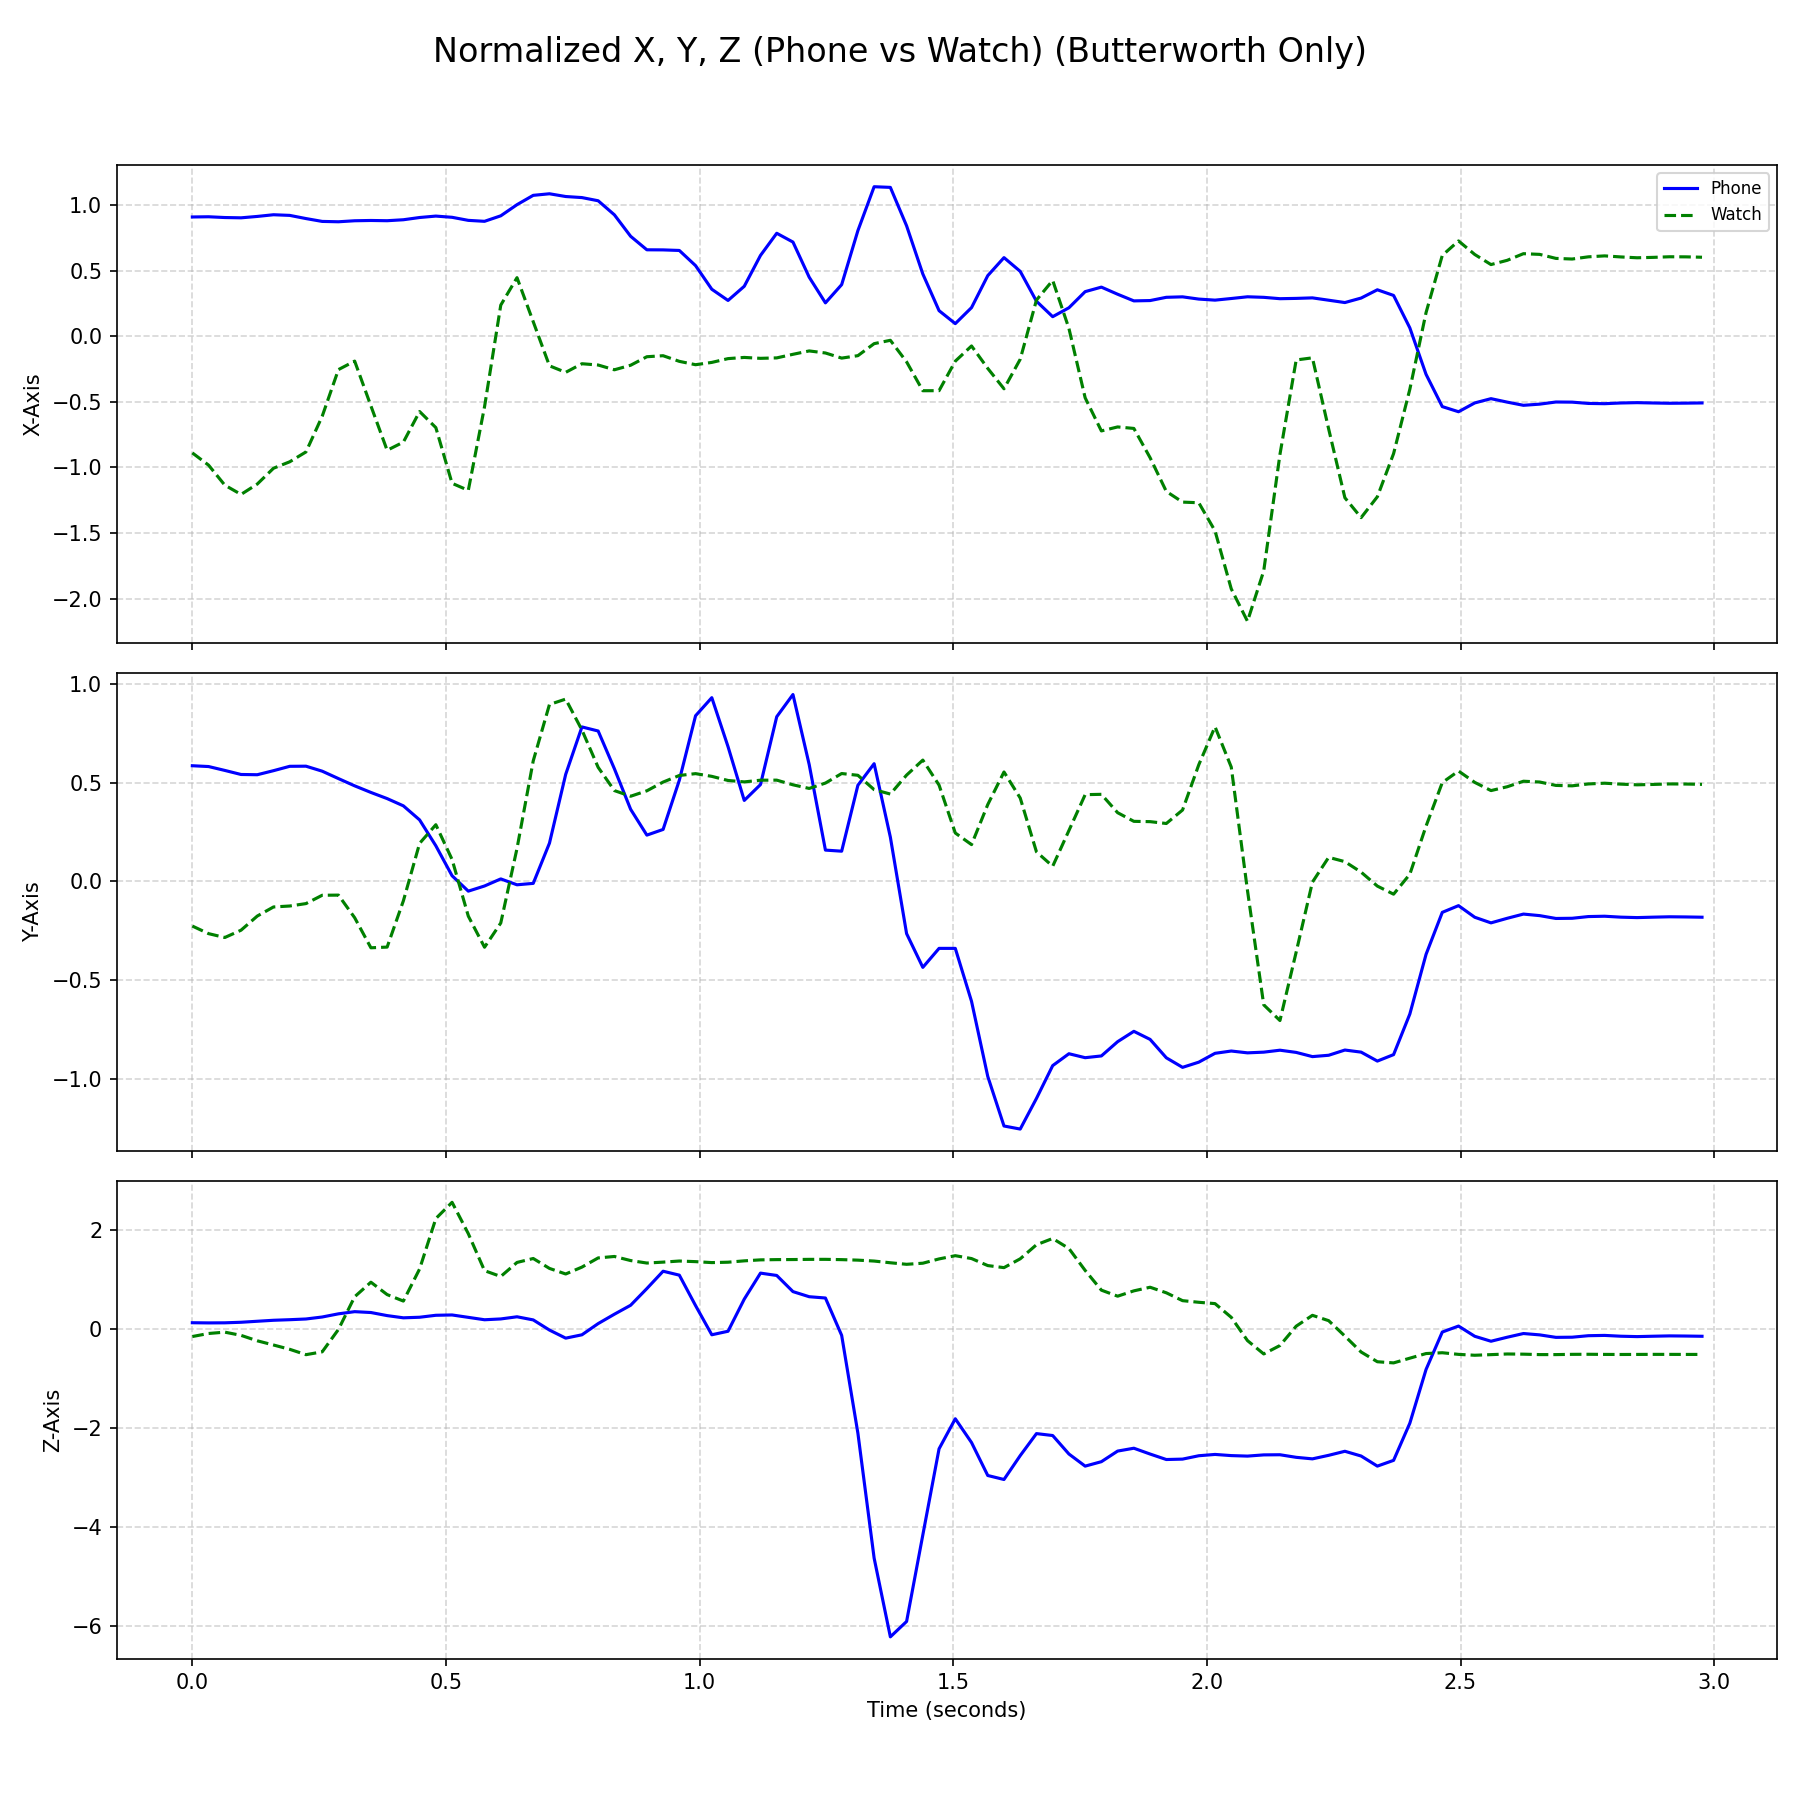 Normalized X, Y, Z (Phone vs Watch) (Butterworth Only)
X-Axis
1.0
0.5
0.0
−0.5
−1.0
−1.5
−2.0
Phone
Watch
Y-Axis
1.0
0.5
0.0
−0.5
−1.0
Z-Axis
2
0
−2
−4
−6
0.0 0.5 1.0 1.5 2.0 2.5 3.0
Time (seconds)